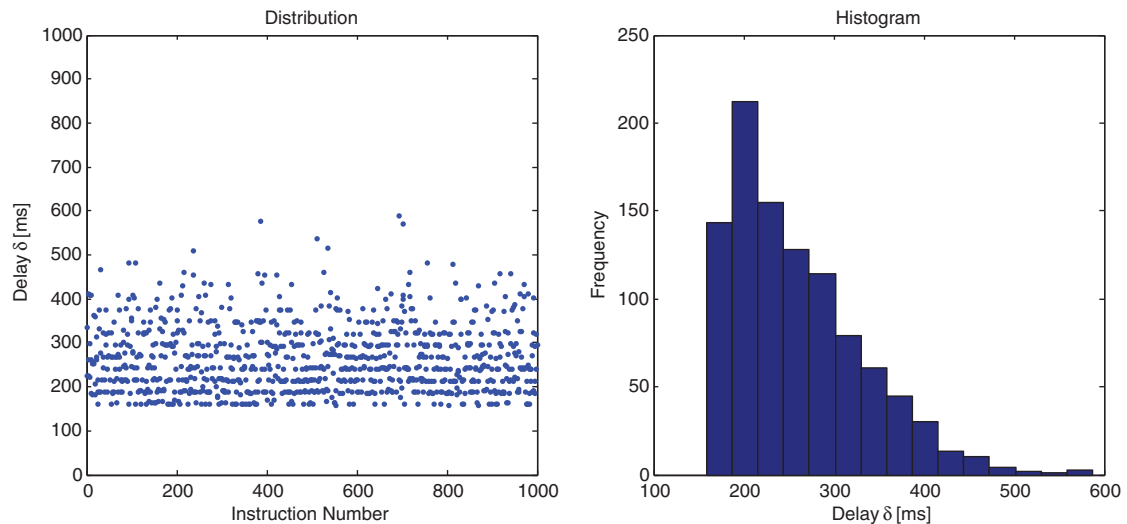 Distribution
1000
900
800
700
600
500
400
300
200
100
0
Delay δ [ms]
0 200 400 600 800 1000
Instruction Number
Histogram
250
200
150
100
50
0
Frequency
100 200 300 400 500 600
Delay δ [ms]